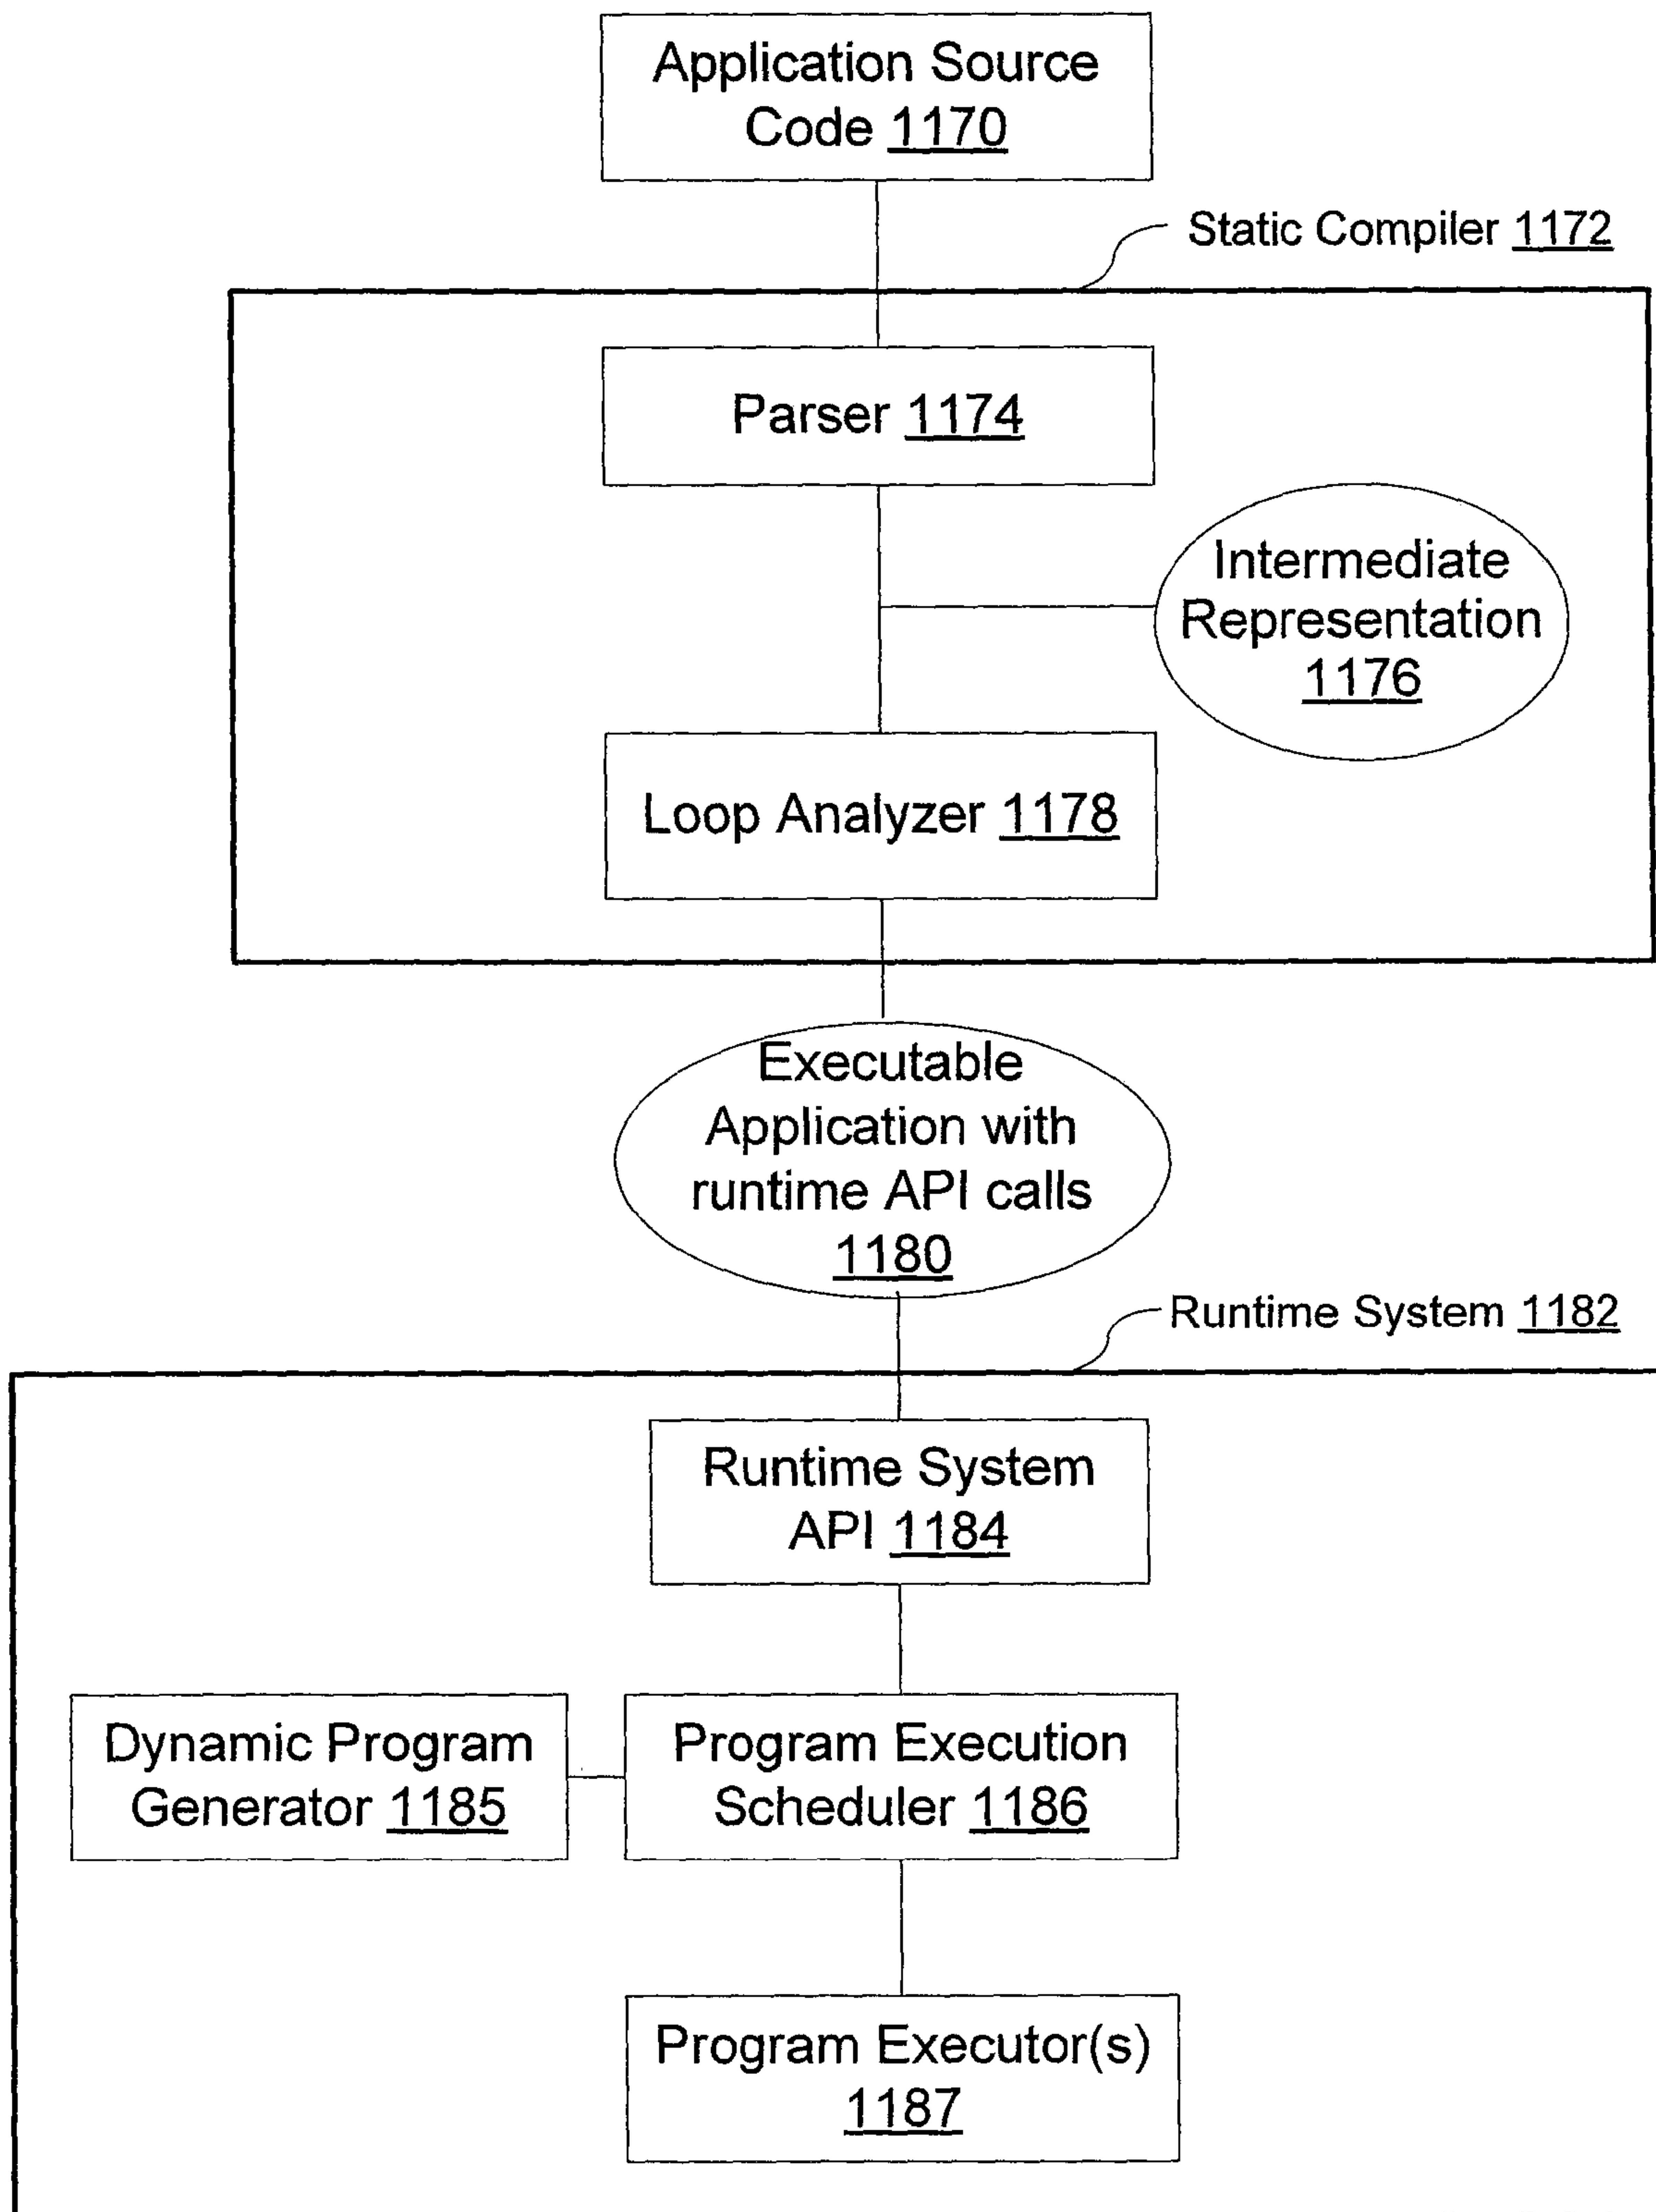 Application Source
Code 1170
Static Compiler 1172
Parser 1174
Intermediate
Representation
1176
Loop Analyzer 1178
Executable
Application with
runtime API calls
1180
Runtime System 1182
Runtime System
API 1184
Dynamic Program
Generator 1185
Program Execution
Scheduler 1186
Program Executor(s)
1187